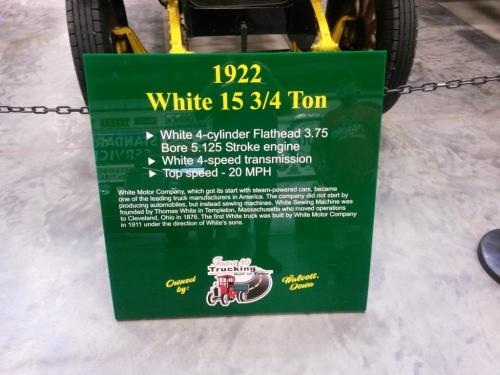 1922
White 15 3/4 Ton
White 4-cylinder Flathead 3.75
Bore 5.125 Stroke engine
White 4-speed transmission
Top speed - 20 MPH
White Motor Company, which got its start with steam-powered cars, became
one of the leading truck manufacturers in America. The company did not start by
producing automobiles, but instead sewing machines. White Sewing Machine was
founded by Thomas White in Templeton, Massachusetts who moved operations
to Cleveland, Ohio in 1876. The first White truck was built by White Motor Company
in 1911 under the direction of White's sons.
Iowa 80
Trucking
Owned
by:
Walcott,
Iowa
STANDARD
SERVICE